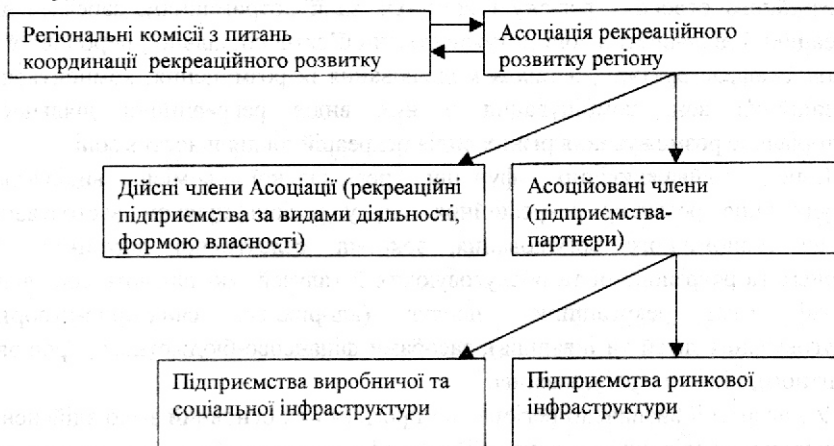 Регіональні комісії з питань
координації рекреаційного розвитку
Асоціація рекреаційного
розвитку регіону
Дійсні члени Асоціації (рекреаційні
підприємства за видами діяльності,
формою власності)
Асоційовані члени
(підприємства-
партнери)
Підприємства виробничої та
соціальної інфраструктури
Підприємства ринкової
інфраструктури